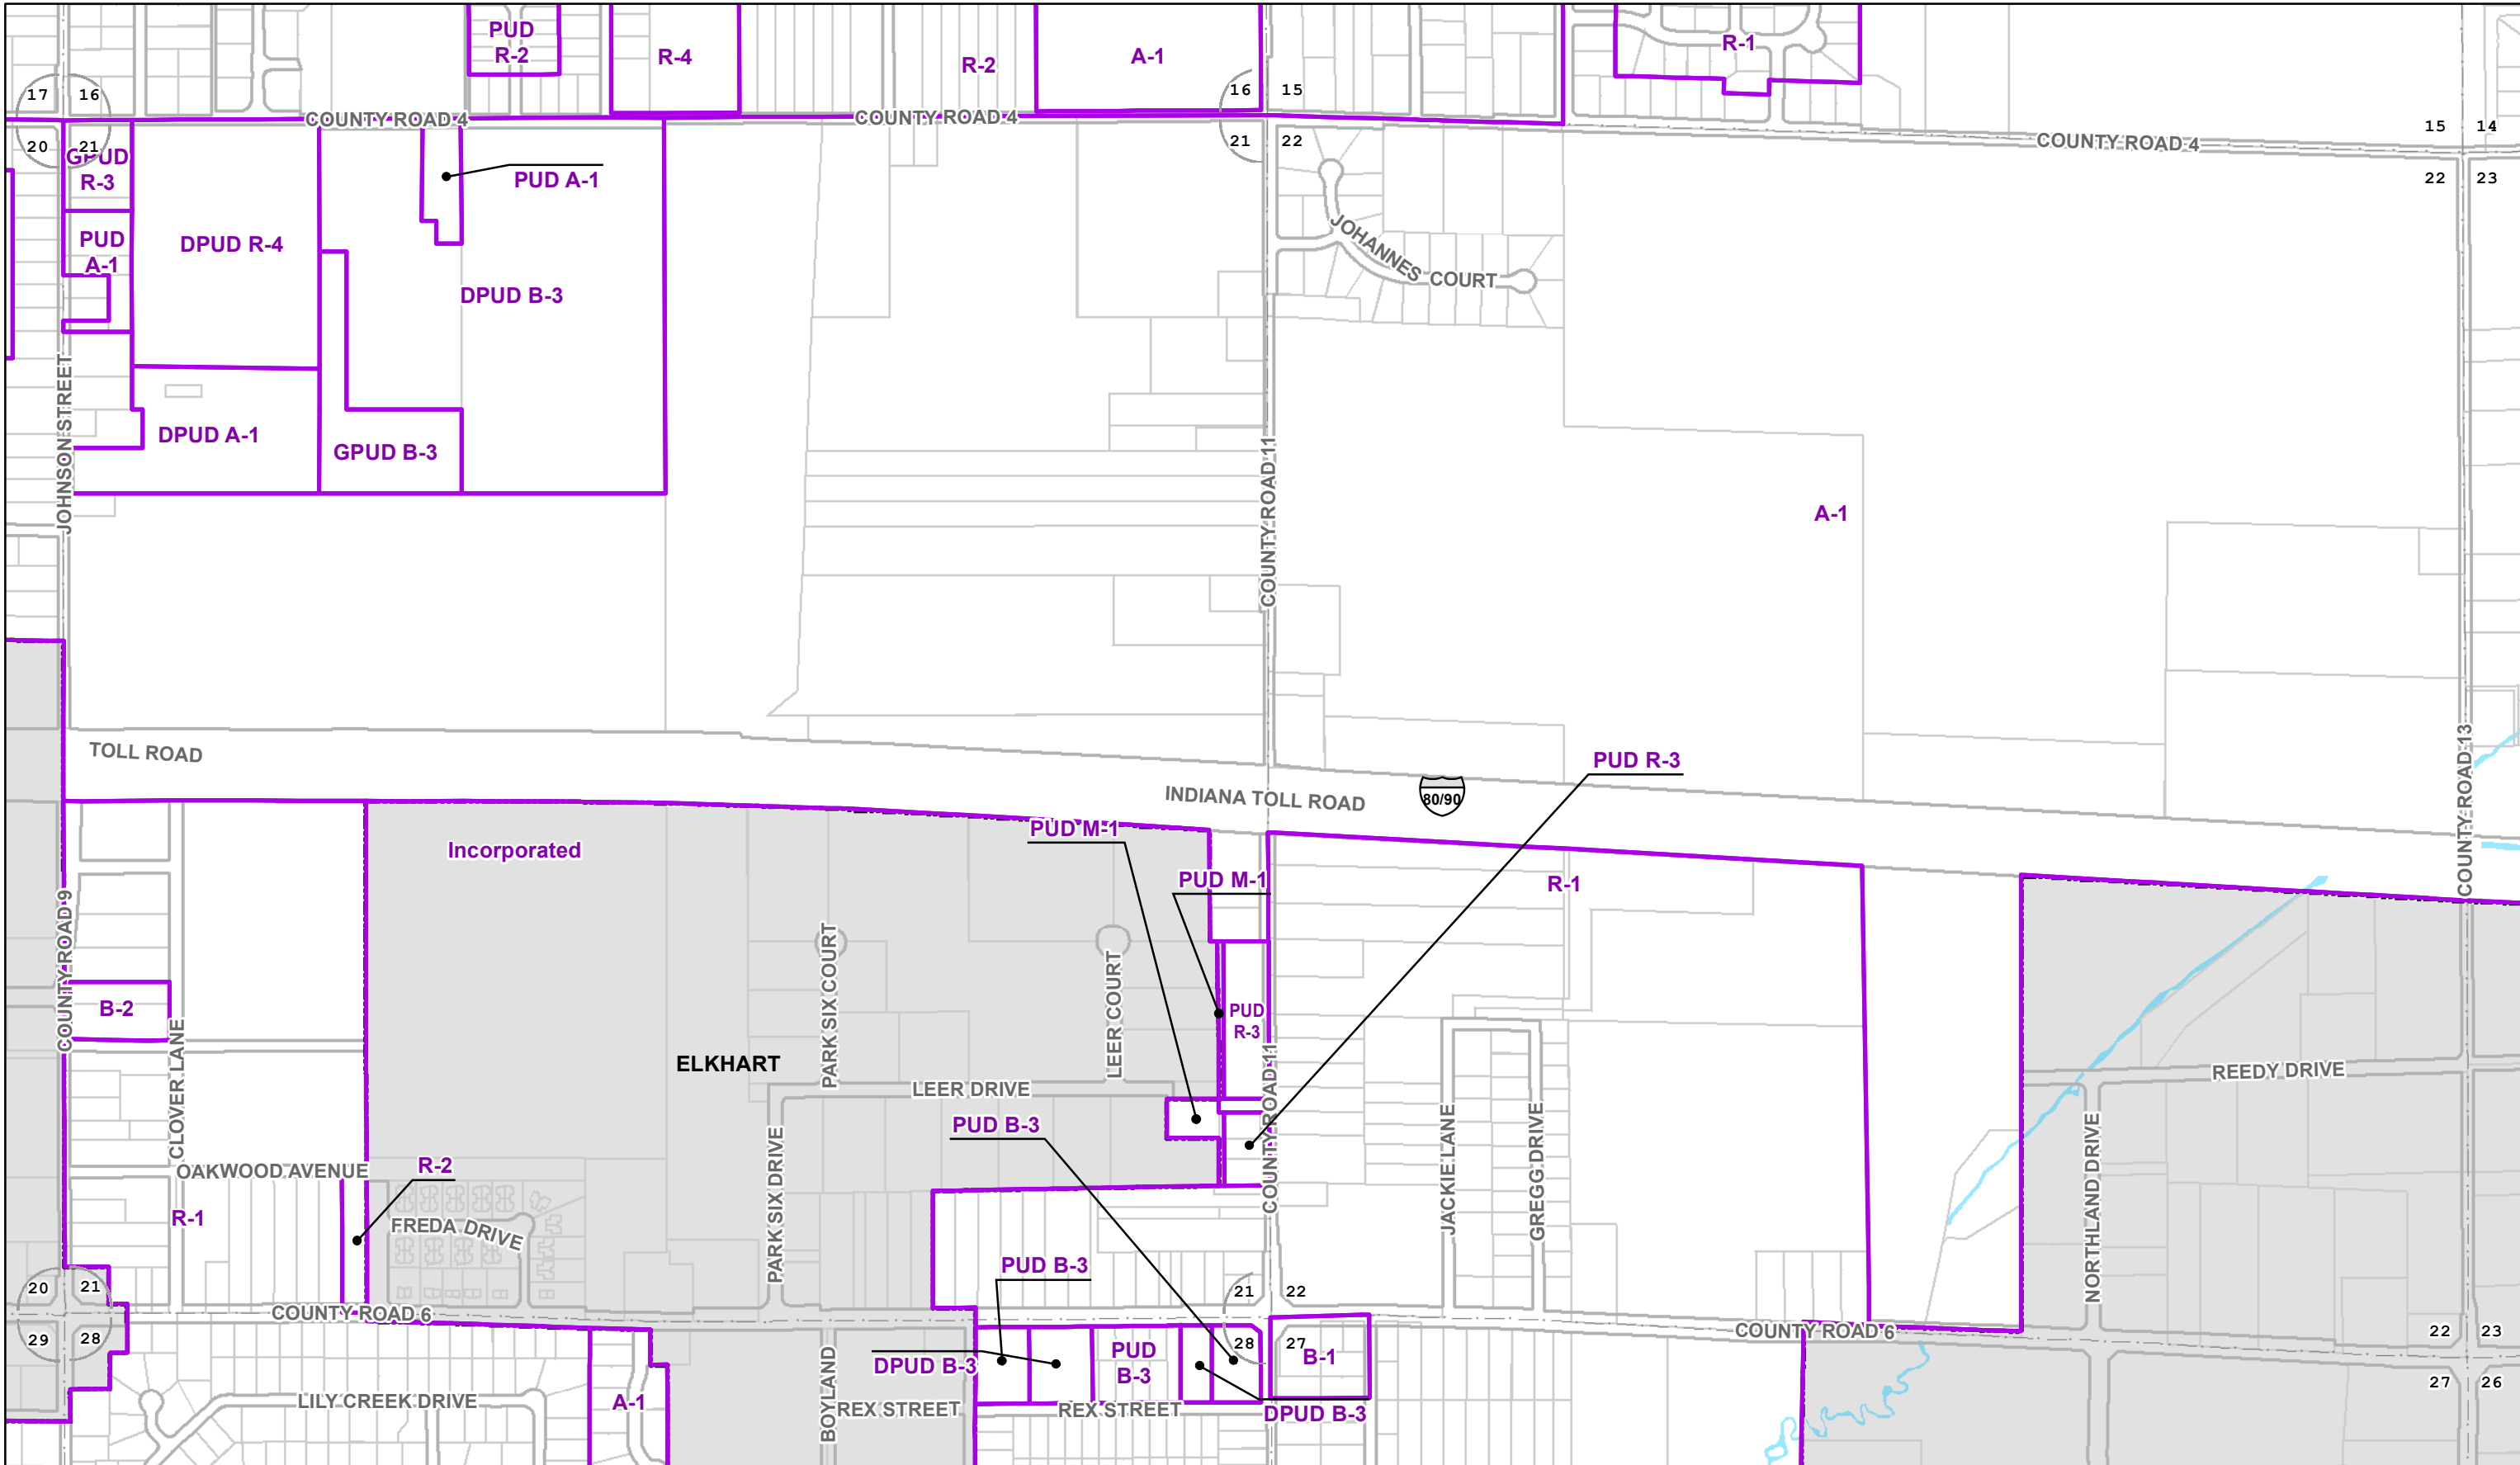 PUD
R-2
R-4
R-2
A-1
R-1
17
16
16
15
COUNTY ROAD 4
COUNTY ROAD 4
COUNTY ROAD 4
15
14
20
21
21
22
22
23
GPUD
R-3
PUD A-1
PUD
A-1
DPUD R-4
DPUD B-3
JOHANNES COURT
JOHNSON STREET
DPUD A-1
GPUD B-3
COUNTY ROAD 11
A-1
TOLL ROAD
INDIANA TOLL ROAD
80/90
PUD R-3
COUNTY ROAD 13
Incorporated
PUD M-1
PUD M-1
R-1
COUNTY ROAD 9
B-2
CLOVER LANE
PARK SIX COURT
LEER COURT
PUD
R-3
ELKHART
LEER DRIVE
COUNTY ROAD 11
REEDY DRIVE
PUD B-3
JACKIE LANE
GREGG DRIVE
NORTHLAND DRIVE
OAKWOOD AVENUE
R-2
R-1
FREDA DRIVE
PARK SIX DRIVE
PUD B-3
20
21
21
22
COUNTY ROAD 6
COUNTY ROAD 6
22
23
29
28
28
27
DPUD B-3
PUD
B-3
B-1
27
26
LILY CREEK DRIVE
A-1
BOYLAND
REX STREET
REX STREET
DPUD B-3